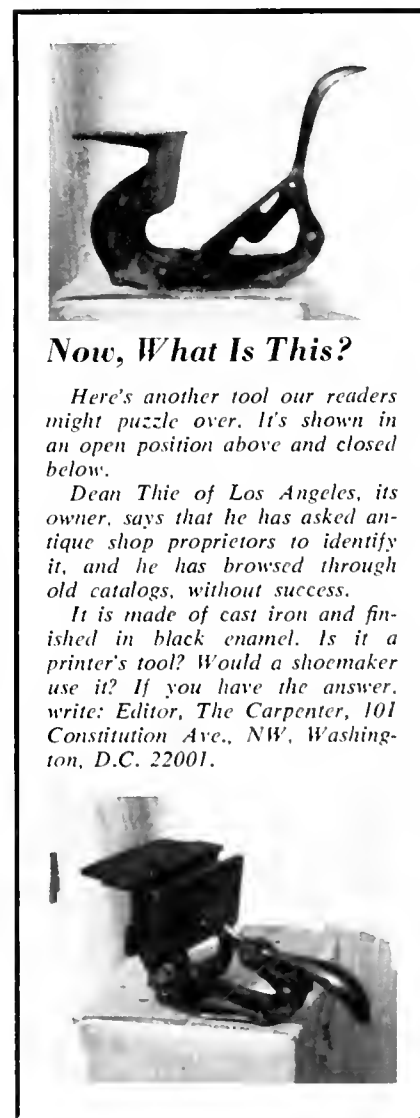 Now, What Is This?
Here's another tool our readers
might puzzle over. It's shown in
an open position above and closed
below.
Dean Thie of Los Angeles, its
owner, says that he has asked an-
tique shop proprietors to identify
it, and he has browsed through
old catalogs, without success.
It is made of cast iron and fin-
ished in black enamel. Is it a
printer's tool? Would a shoemaker
use it? If you have the answer,
write: Editor, The Carpenter, 101
Constitution Ave., NW, Washing-
ton, D.C. 22001.